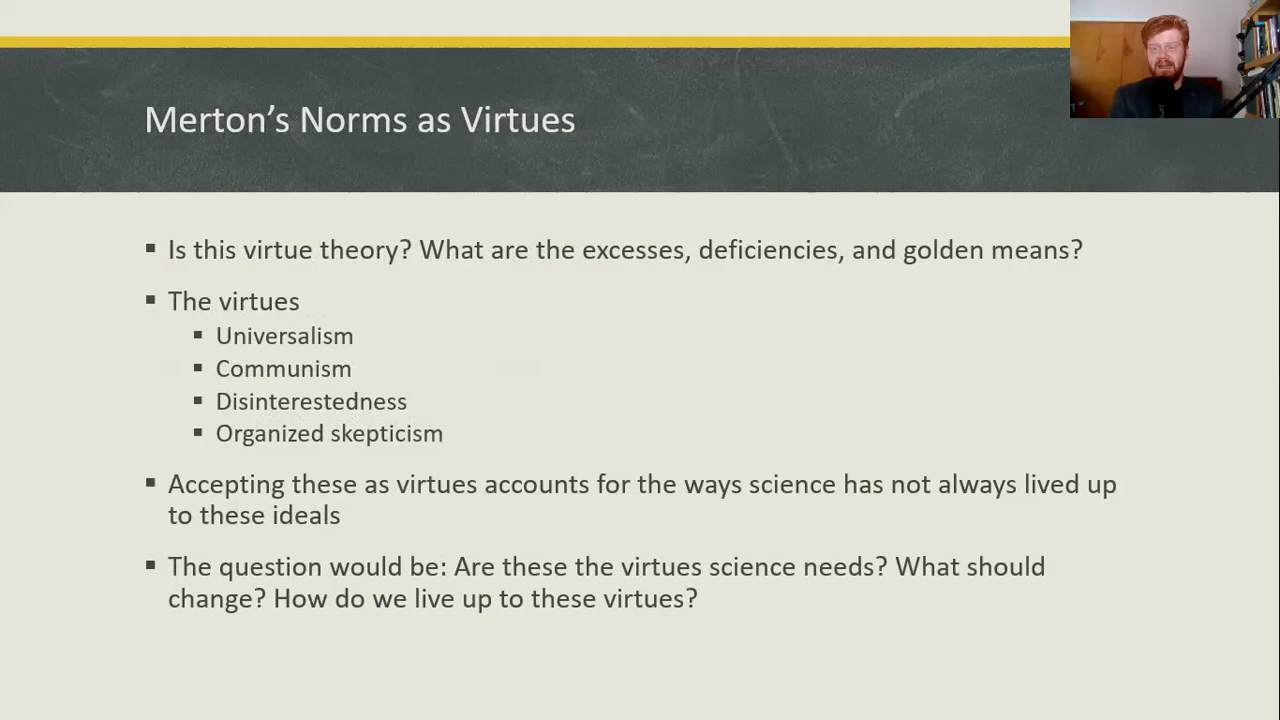 Merton’s Norms as Virtues
▪ Is this virtue theory? What are the excesses, deficiencies, and golden means?
▪ The virtues
▪ Universalism
▪ Communism
▪ Disinterestedness
▪ Organized skepticism
▪ Accepting these as virtues accounts for the ways science has not always lived up
to these ideals
▪ The question would be: Are these the virtues science needs? What should
change? How do we live up to these virtues?